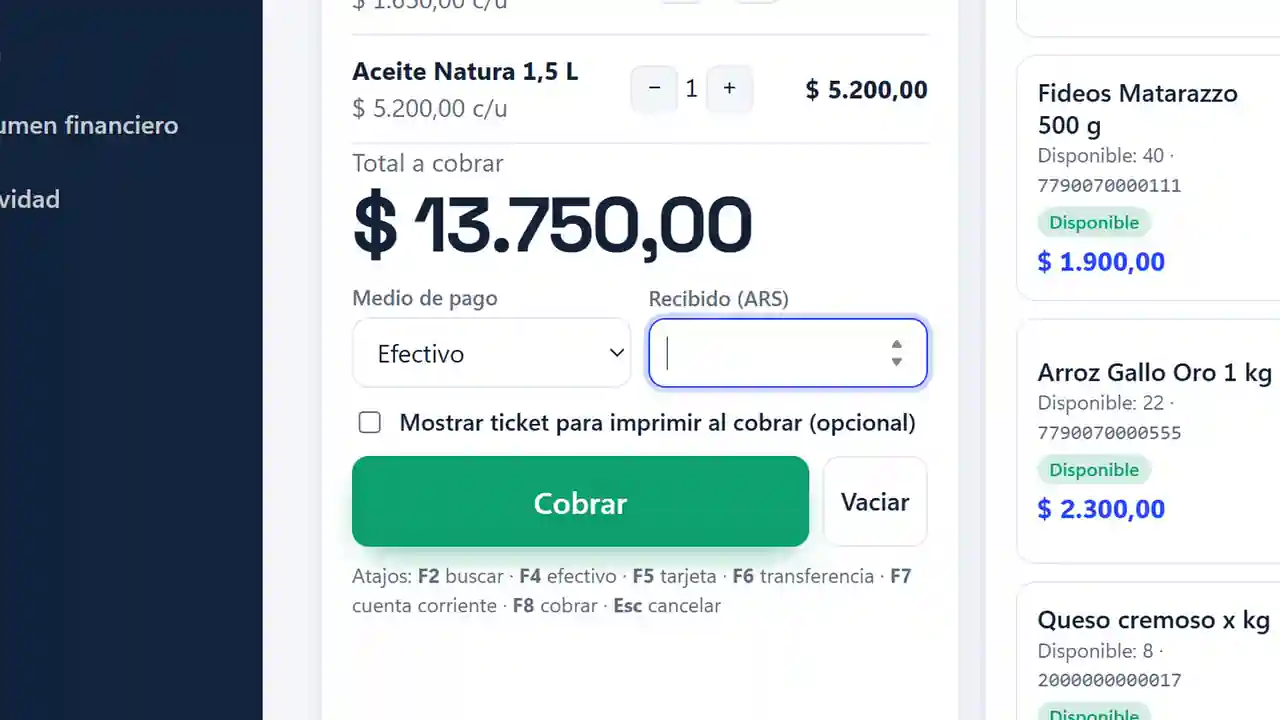 umen financiero
vidad
$ 1.650,00 c/u
Aceite Natura 1,5 L
− 1 +
$ 5.200,00
$ 5.200,00 c/u
Total a cobrar
$ 13.750,00
Medio de pago
Recibido (ARS)
Efectivo
Mostrar ticket para imprimir al cobrar (opcional)
Cobrar
Vaciar
Atajos: F2 buscar · F4 efectivo · F5 tarjeta · F6 transferencia · F7
cuenta corriente · F8 cobrar · Esc cancelar
Fideos Matarazzo
500 g
Disponible: 40 ·
7790070000111
Disponible
$ 1.900,00
Arroz Gallo Oro 1 kg
Disponible: 22 ·
7790070000555
Disponible
$ 2.300,00
Queso cremoso x kg
Disponible: 8 ·
2000000000017
Disponible